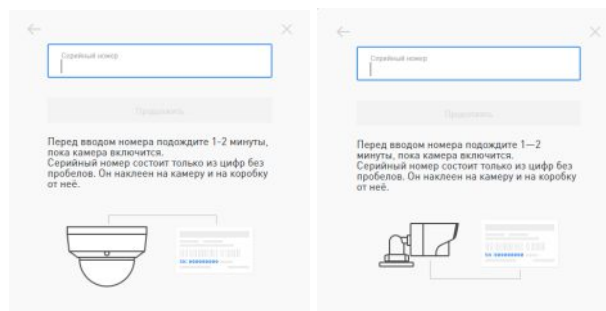 Серийный номер
Продолжить
Перед вводом номера подождите 1-2 минуты,
пока камера включится.
Серийный номер состоит только из цифр без
пробелов. Он наклеен на камеру и на коробку
от неё.
Серийный номер
Продолжить
Перед вводом номера подождите 1—2
минуты, пока камера включится.
Серийный номер состоит только из цифр без
пробелов. Он наклеен на камеру и на коробку
от неё.